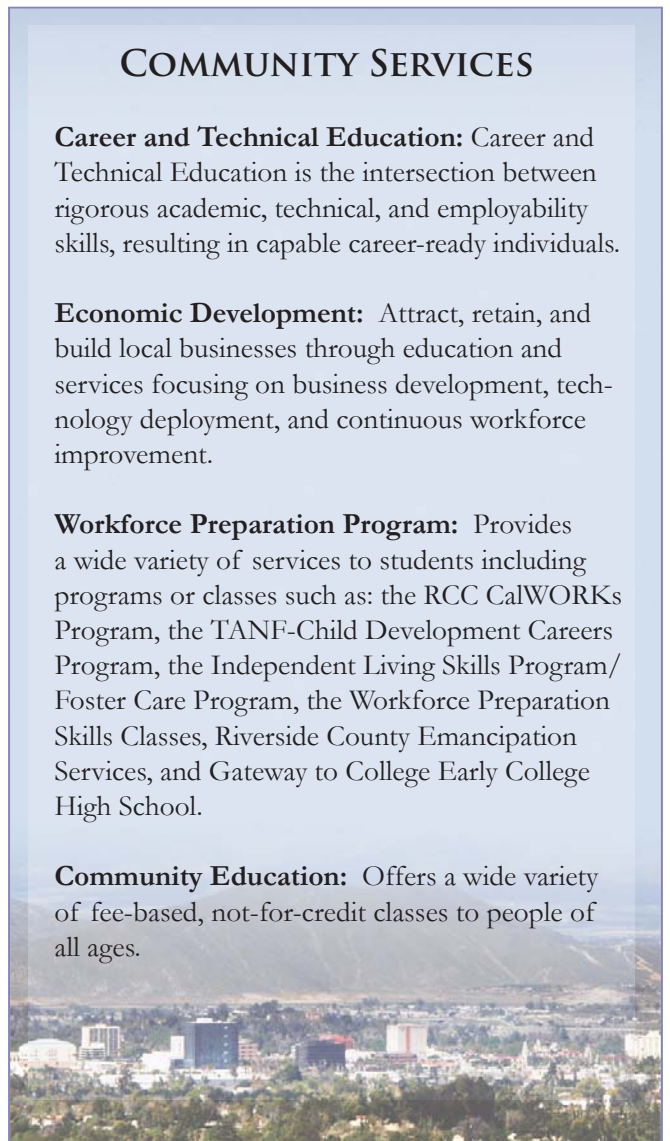 COMMUNITY SERVICES
Career and Technical Education: Career and
Technical Education is the intersection between
rigorous academic, technical, and employability
skills, resulting in capable career-ready individuals.
Economic Development: Attract, retain, and
build local businesses through education and
services focusing on business development, tech-
nology deployment, and continuous workforce
improvement.
Workforce Preparation Program: Provides
a wide variety of services to students including
programs or classes such as: the RCC CalWORKs
Program, the TANF-Child Development Careers
Program, the Independent Living Skills Program/
Foster Care Program, the Workforce Preparation
Skills Classes, Riverside County Emancipation
Services, and Gateway to College Early College
High School.
Community Education: Offers a wide variety
of fee-based, not-for-credit classes to people of
all ages.